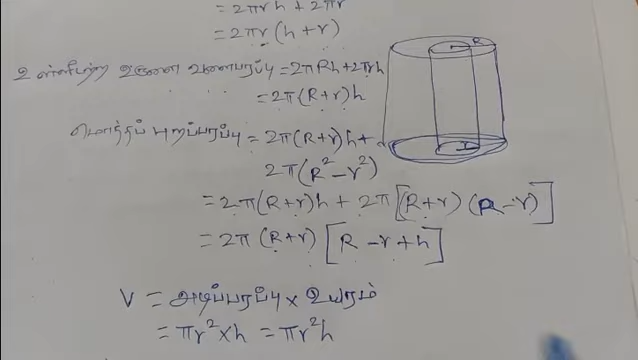 = 2πrh + 2πr
= 2πr (h + r)
உள்ளீடற்ற உருளை வளைபரப்பு = 2πRh + 2πrh
= 2π(R+r)h
மொத்தப் புறப்பரப்பு = 2π(R+r)h +
2π(R² - r²)
= 2π(R+r)h + 2π[(R+r)(R-r)]
= 2π (R+r) [R - r + h]
V = அடிப்பரப்பு × உயரம்
= πr² × h = πr²h